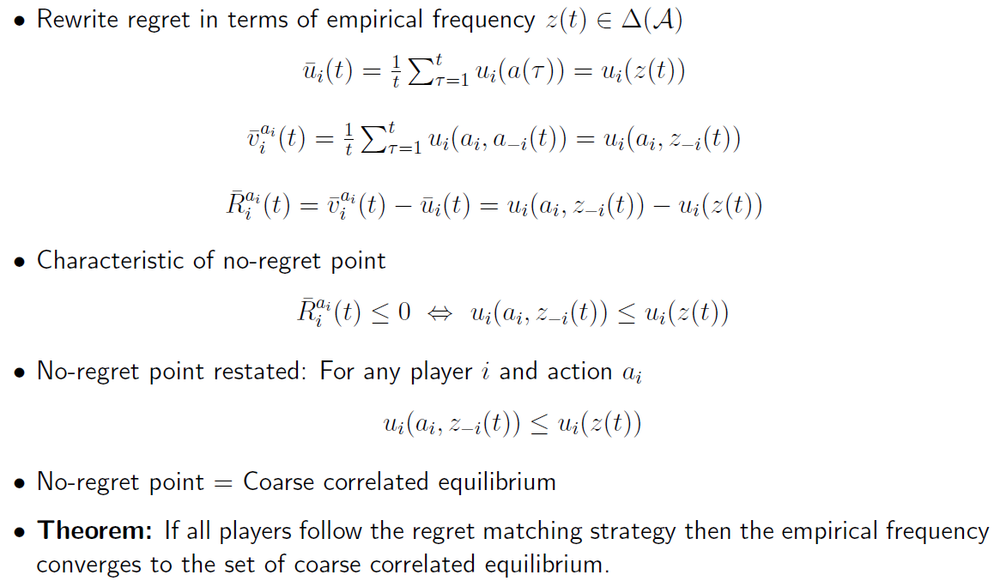 • Rewrite regret in terms of empirical frequency $z(t) \in \Delta(\mathcal{A})$
$\bar{u}_i(t) = \frac{1}{t} \sum_{\tau=1}^{t} u_i(a(\tau)) = u_i(z(t))$
$\bar{v}_i^{a_i}(t) = \frac{1}{t} \sum_{\tau=1}^{t} u_i(a_i, a_{-i}(t)) = u_i(a_i, z_{-i}(t))$
$\bar{R}_i^{a_i}(t) = \bar{v}_i^{a_i}(t) - \bar{u}_i(t) = u_i(a_i, z_{-i}(t)) - u_i(z(t))$
• Characteristic of no-regret point
$\bar{R}_i^{a_i}(t) \leq 0 \Leftrightarrow u_i(a_i, z_{-i}(t)) \leq u_i(z(t))$
• No-regret point restated: For any player $i$ and action $a_i$
$u_i(a_i, z_{-i}(t)) \leq u_i(z(t))$
• No-regret point = Coarse correlated equilibrium
• Theorem: If all players follow the regret matching strategy then the empirical frequency
converges to the set of coarse correlated equilibrium.